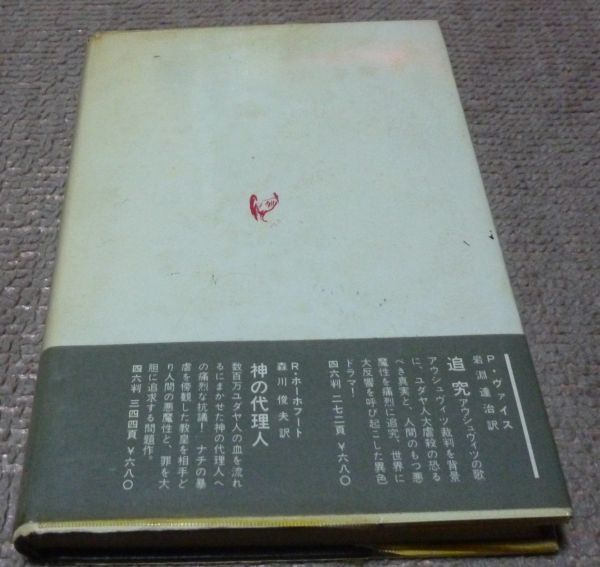 P・ヴァイス
岩淵達治訳
追究 アウシュヴィツの歌
アウシュヴィツ裁判を背景
に、ユダヤ人大虐殺の恐る
べき真実と、人間のもつ悪
魔性を痛烈に追究、世界に
大反響を呼び起こした異色
ドラマ！
四六判 二七二頁 ￥六八〇
R・ホーホフート
森川俊夫訳
神の代理人
数百万ユダヤ人の血を流れ
るにまかせた神の代理人へ
の痛烈な抗議！ ナチの暴
虐を傍観した教皇を相手ど
り人間の悪魔性と、罪を大
胆に追求する問題作。
四六判 三四四頁 ￥六八〇